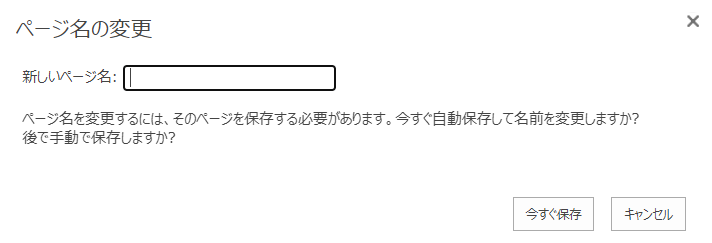 ページ名の変更
新しいページ名:
ページ名を変更するには、そのページを保存する必要があります。今すぐ自動保存して名前を変更しますか?
後で手動で保存しますか?
今すぐ保存 キャンセル